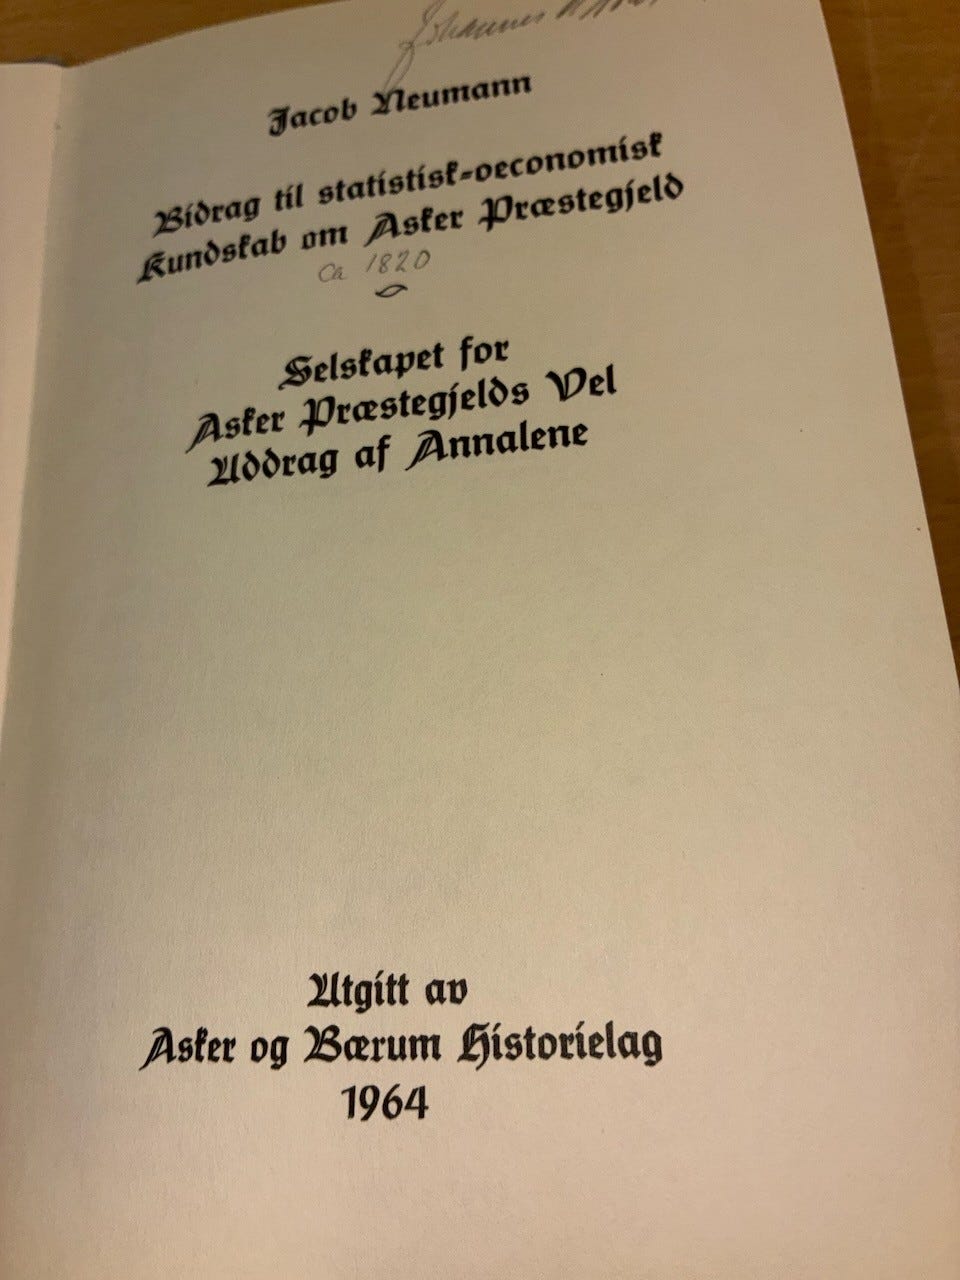 Johannes
Jacob Neumann
Bidrag til statistisk-oeconomisk
Kundskab om Asker Præstegjeld
Ca 1820
Selskapet for
Asker Præstegjelds Vel
Uddrag af Annalene
Utgitt av
Asker og Bærum Historielag
1964